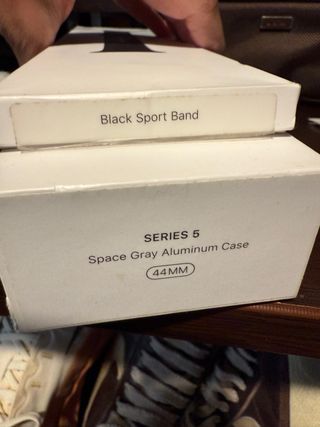 Black Sport Band
SERIES 5
Space Gray Aluminum Case
44MM